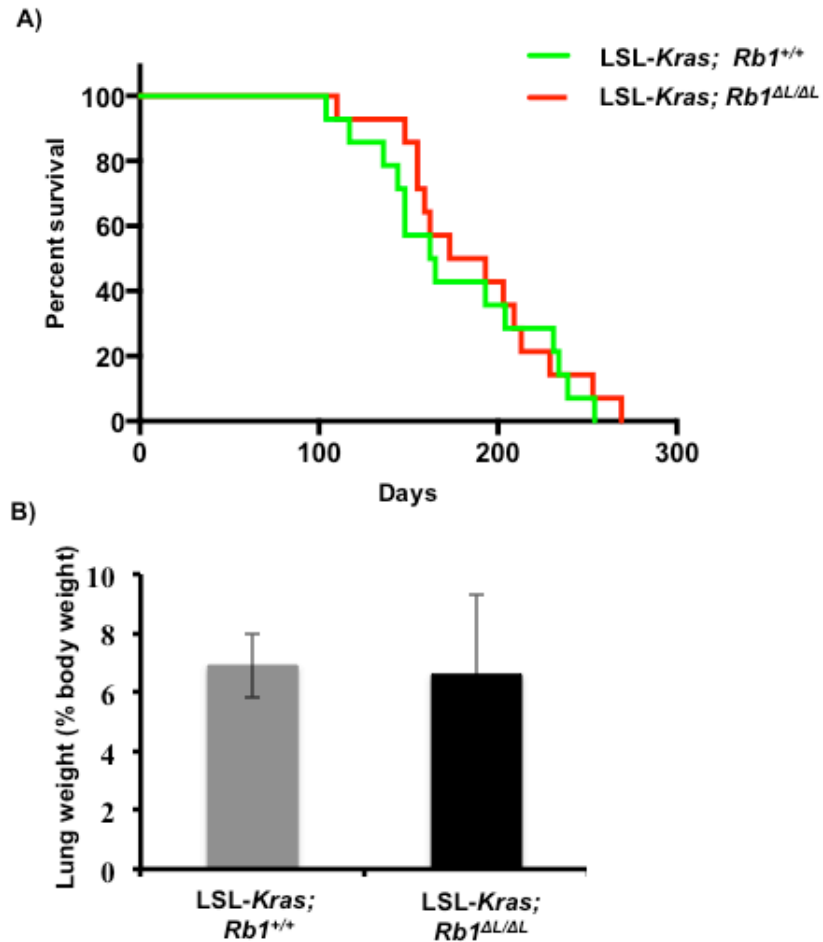 A)
LSL-Kras; Rb1+/+
LSL-Kras; Rb1ΔL/ΔL
Percent survival
100
80
60
40
20
0
0 100 200 300
Days
B)
Lung weight (% body weight)
10
8
6
4
2
0
LSL-Kras; LSL-Kras;
Rb1+/+ Rb1ΔL/ΔL